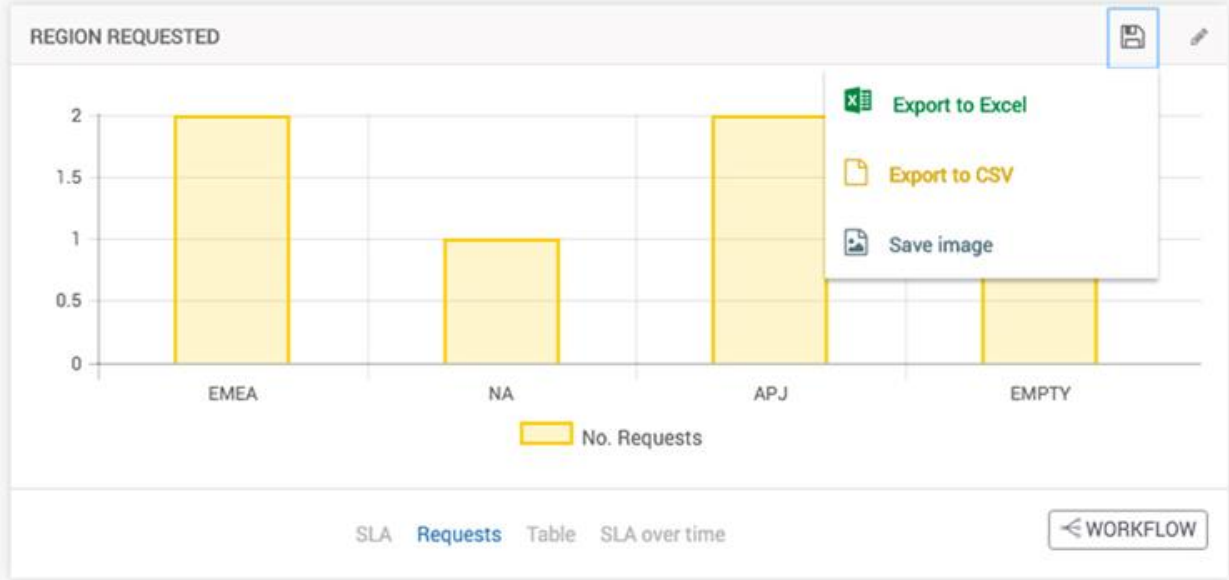 REGION REQUESTED
Export to Excel
Export to CSV
Save image
2
1.5
1
0.5
0
EMEA NA APJ EMPTY
No. Requests
SLA Requests Table SLA over time
WORKFLOW